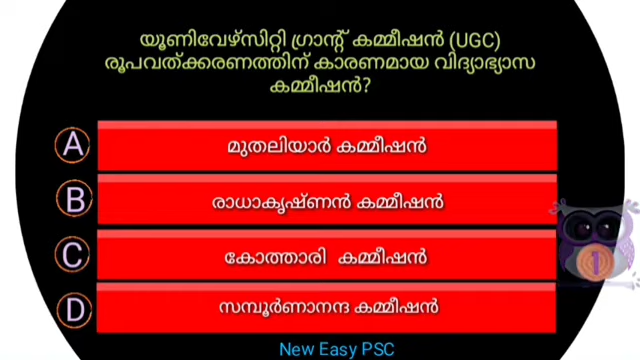 യൂണിവേഴ്സിറ്റി ഗ്രാന്റ് കമ്മീഷൻ (UGC)
രൂപവത്ക്കരണത്തിന് കാരണമായ വിദ്യാഭ്യാസ
കമ്മീഷൻ?
A മുതലിയാർ കമ്മീഷൻ
B രാധാകൃഷ്ണൻ കമ്മീഷൻ
C കോത്താരി കമ്മീഷൻ
D സമ്പൂർണാനന്ദ കമ്മീഷൻ
1
New Easy PSC